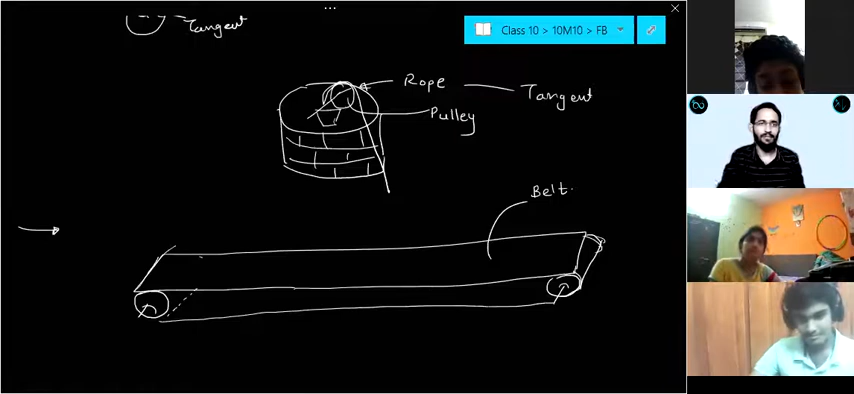 Tangent
Class 10 > 10M10 > FB
Rope
Tangent
Pulley
Belt.